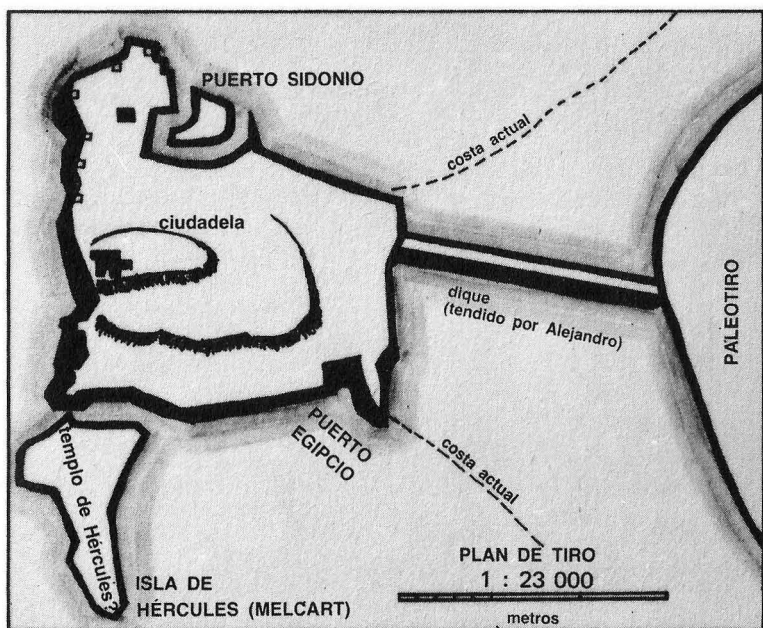 PUERTO SIDONIO
costa actual
ciudadela
dique
(tendido por Alejandro)
PALEOTIRO
PUERTO
EGIPCIO
costa actual
templo de Hércules?
ISLA DE
HÉRCULES (MELCART)
PLAN DE TIRO
1 : 23 000
metros